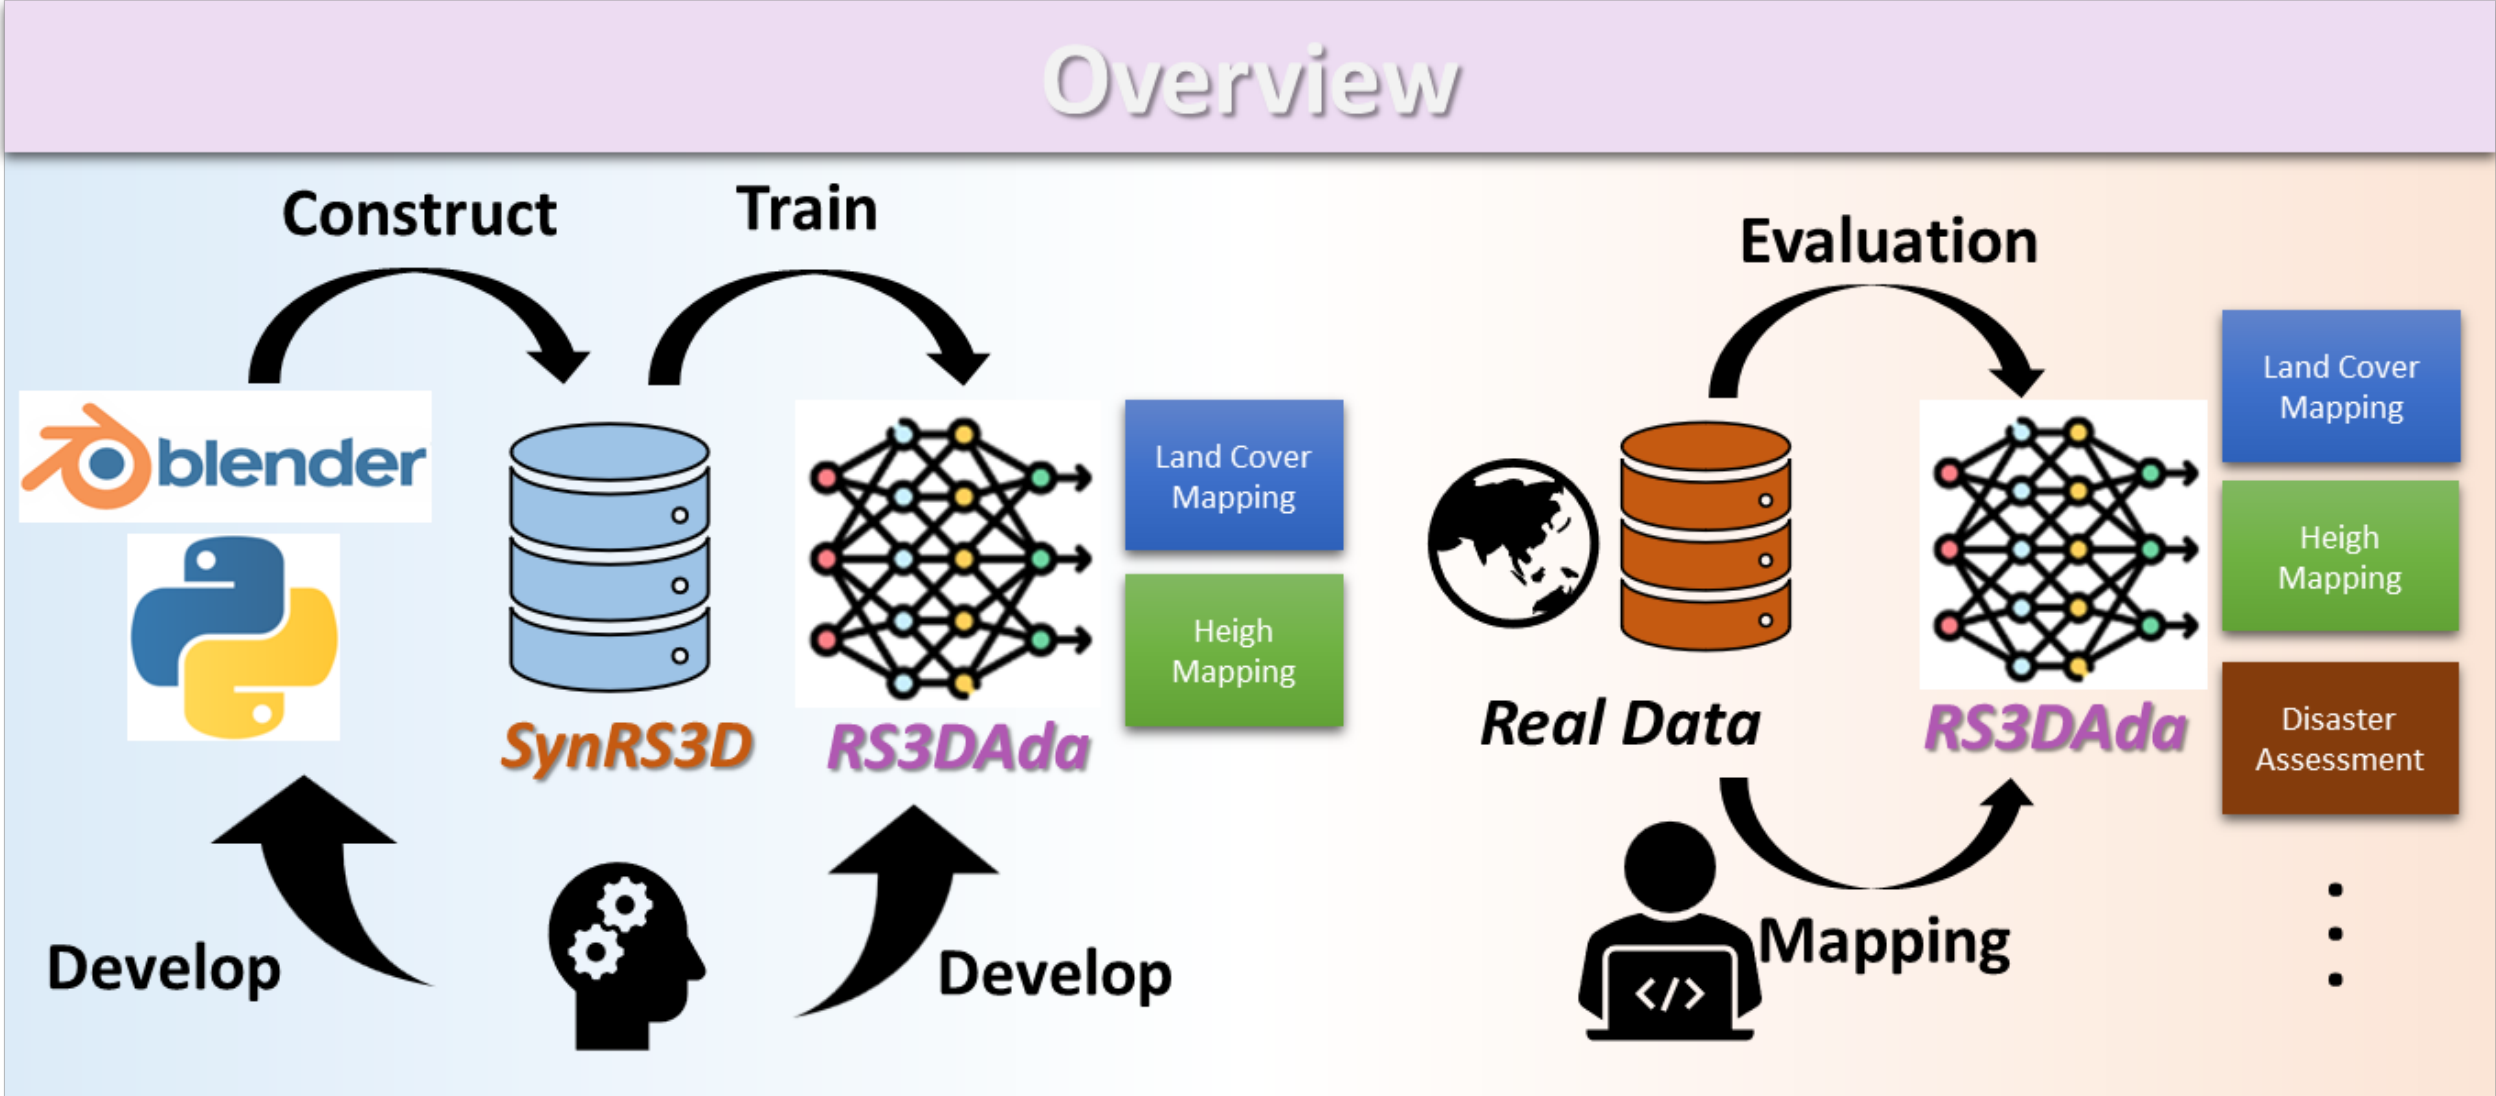 Overview
Construct
Train
Evaluation
blender
Land Cover
Mapping
Heigh
Mapping
SynRS3D
RS3DAda
Develop
Develop
Real Data
RS3DAda
Land Cover
Mapping
Heigh
Mapping
Disaster
Assessment
Mapping
</>